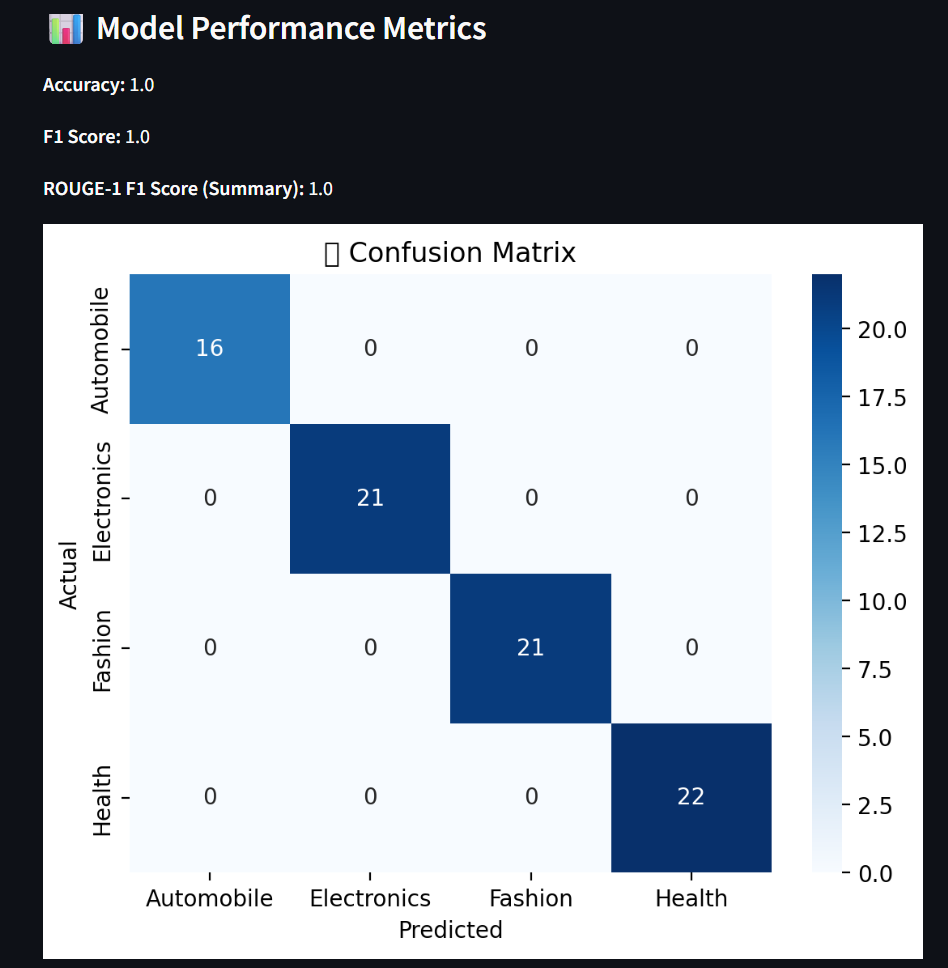 📊 Model Performance Metrics
Accuracy: 1.0
F1 Score: 1.0
ROUGE-1 F1 Score (Summary): 1.0
▯ Confusion Matrix
Actual
Automobile 16 0 0 0
Electronics 0 21 0 0
Fashion 0 0 21 0
Health 0 0 0 22
Automobile Electronics Fashion Health
Predicted
20.0
17.5
15.0
12.5
10.0
7.5
5.0
2.5
0.0